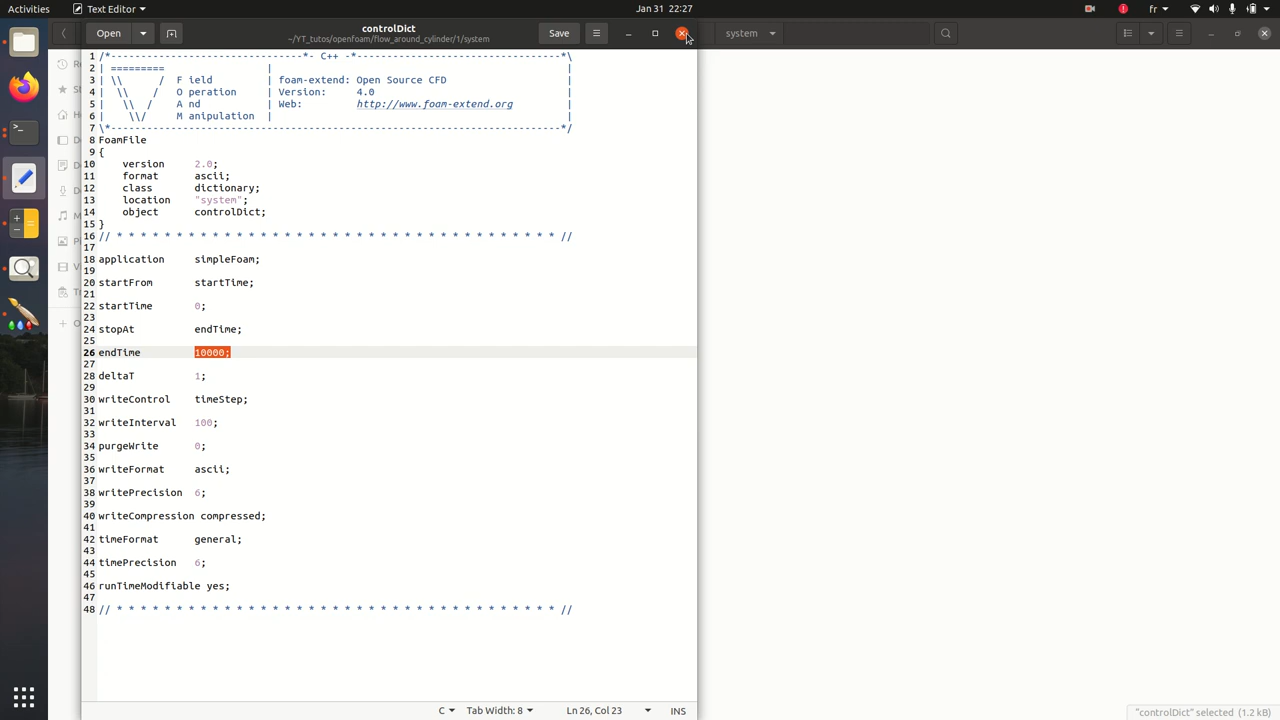 Activities Text Editor Jan 31 22:27 fr
Open controlDict Save system
~/YT_tutos/openfoam/flow_around_cylinder/1/system
1 /*--------------------------------*- C++ -*----------------------------------*\
2 | ========= | |
3 | \\ / F ield | foam-extend: Open Source CFD |
4 | \\ / O peration | Version: 4.0 |
5 | \\ / A nd | Web: http://www.foam-extend.org |
6 | \\/ M anipulation | |
7 \*---------------------------------------------------------------------------*/
8 FoamFile
9 {
10 version 2.0;
11 format ascii;
12 class dictionary;
13 location "system";
14 object controlDict;
15 }
16 // * * * * * * * * * * * * * * * * * * * * * * * * * * * * * * * * * * * * * //
17
18 application simpleFoam;
19
20 startFrom startTime;
21
22 startTime 0;
23
24 stopAt endTime;
25
26 endTime 10000;
27
28 deltaT 1;
29
30 writeControl timeStep;
31
32 writeInterval 100;
33
34 purgeWrite 0;
35
36 writeFormat ascii;
37
38 writePrecision 6;
39
40 writeCompression compressed;
41
42 timeFormat general;
43
44 timePrecision 6;
45
46 runTimeModifiable yes;
47
48 // * * * * * * * * * * * * * * * * * * * * * * * * * * * * * * * * * * * * * //
C Tab Width: 8 Ln 26, Col 23 INS
"controlDict" selected (1.2 kB)